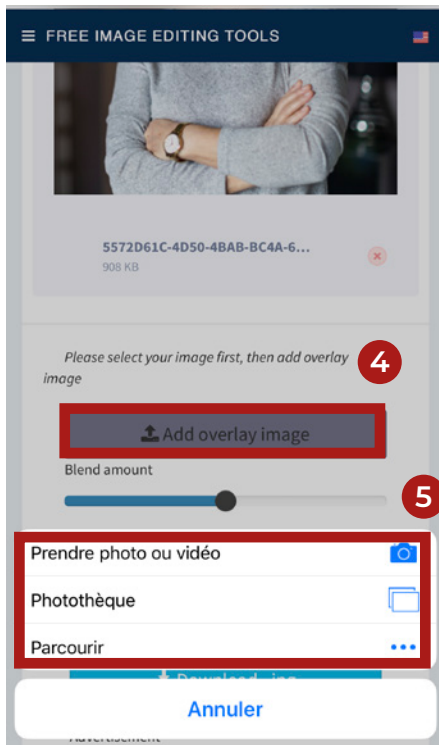 ≡ FREE IMAGE EDITING TOOLS
5572D61C-4D50-4BAB-BC4A-6...
908 KB
Please select your image first, then add overlay
image
4
Add overlay image
Blend amount
5
Prendre photo ou vidéo
Photothèque
Parcourir
Annuler
Advertisement